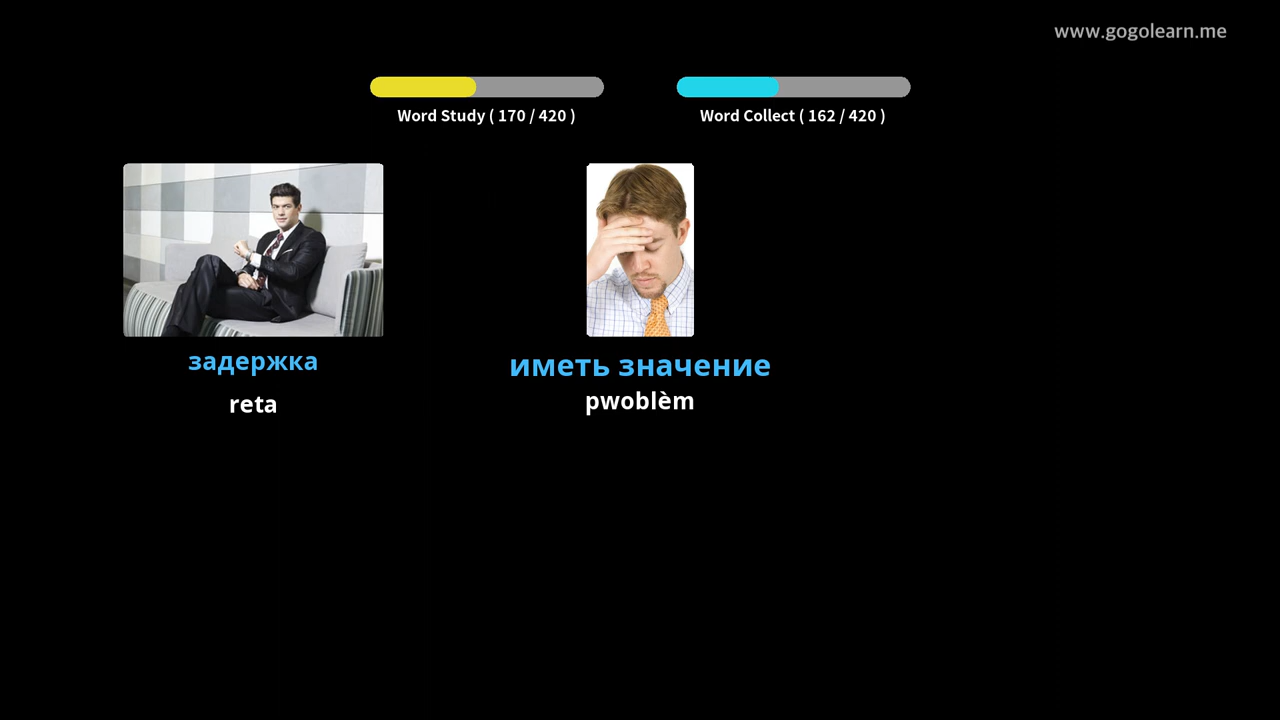 www.gogolearn.me
Word Study ( 170 / 420 )
Word Collect ( 162 / 420 )
задержка
reta
иметь значение
pwoblèm